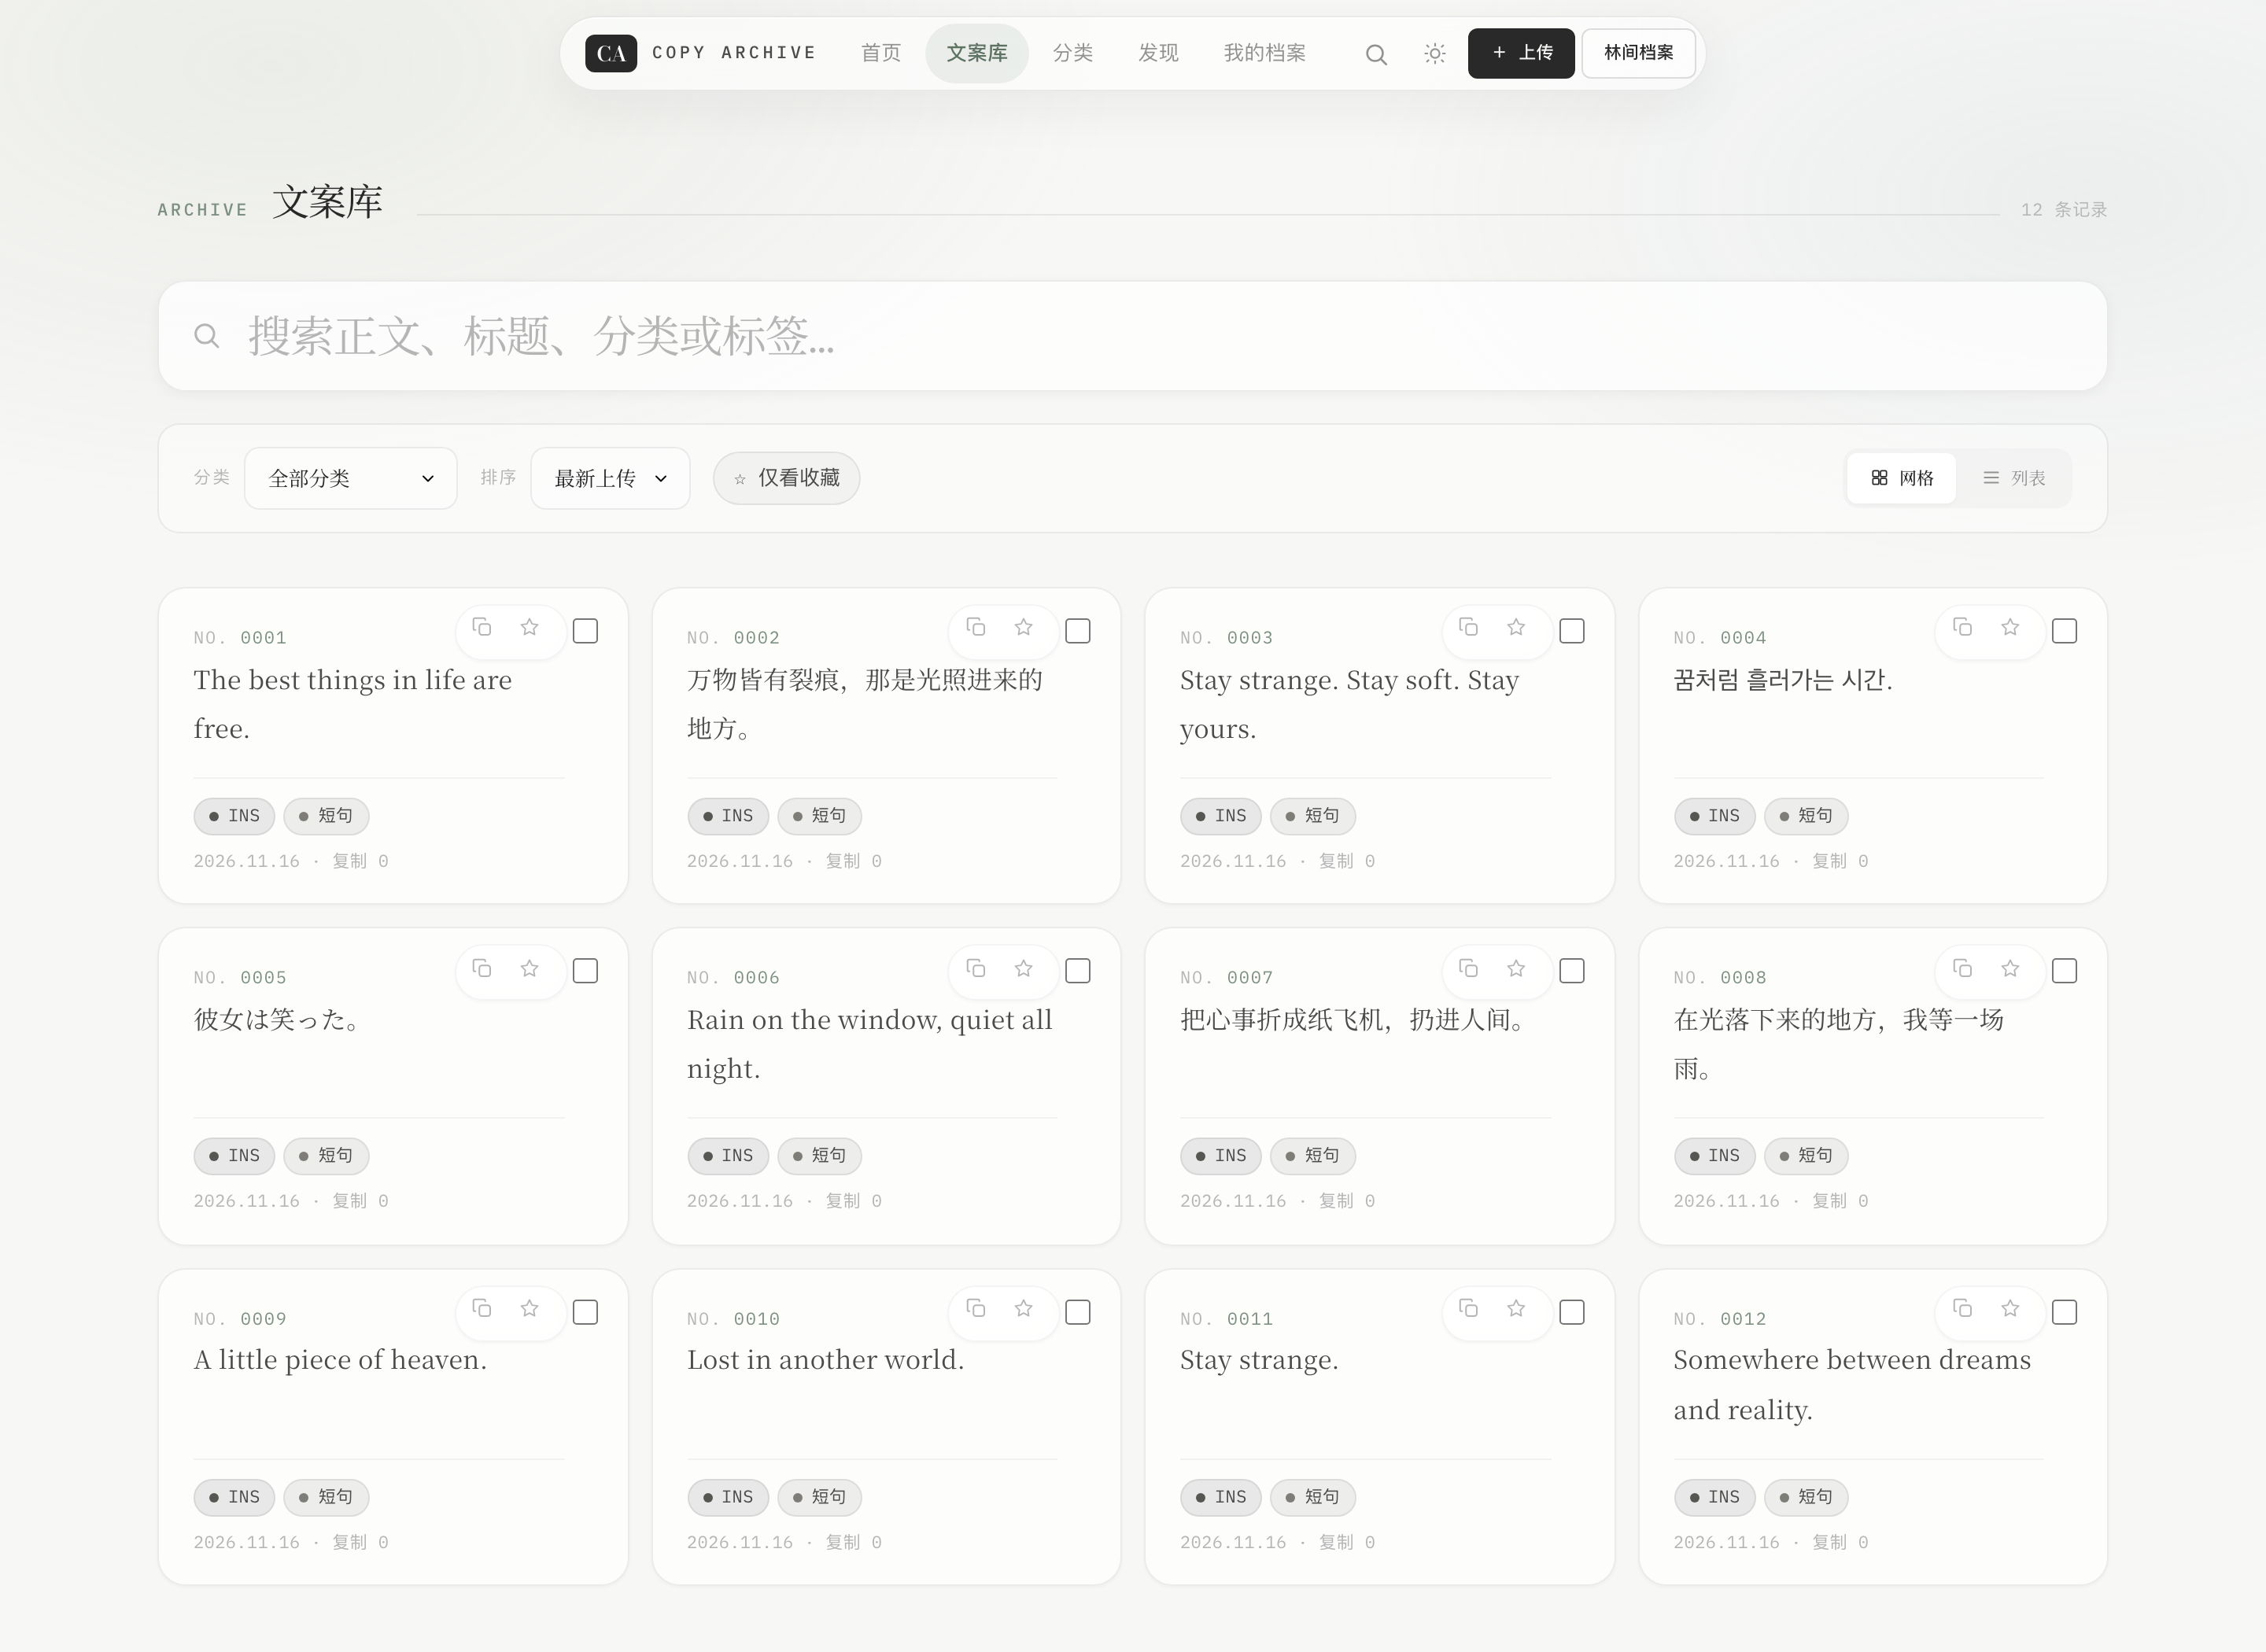 CA COPY ARCHIVE 首页 文案库 分类 发现 我的档案 + 上传 林间档案
ARCHIVE 文案库 12 条记录
搜索正文、标题、分类或标签...
分类 全部分类 排序 最新上传 ☆ 仅看收藏 网格 列表
NO. 0001
The best things in life are
free.
INS 短句
2026.11.16 · 复制 0
NO. 0002
万物皆有裂痕，那是光照进来的
地方。
INS 短句
2026.11.16 · 复制 0
NO. 0003
Stay strange. Stay soft. Stay
yours.
INS 短句
2026.11.16 · 复制 0
NO. 0004
꿈처럼 흘러가는 시간.
INS 短句
2026.11.16 · 复制 0
NO. 0005
彼女は笑った。
INS 短句
2026.11.16 · 复制 0
NO. 0006
Rain on the window, quiet all
night.
INS 短句
2026.11.16 · 复制 0
NO. 0007
把心事折成纸飞机，扔进人间。
INS 短句
2026.11.16 · 复制 0
NO. 0008
在光落下来的地方，我等一场
雨。
INS 短句
2026.11.16 · 复制 0
NO. 0009
A little piece of heaven.
INS 短句
2026.11.16 · 复制 0
NO. 0010
Lost in another world.
INS 短句
2026.11.16 · 复制 0
NO. 0011
Stay strange.
INS 短句
2026.11.16 · 复制 0
NO. 0012
Somewhere between dreams
and reality.
INS 短句
2026.11.16 · 复制 0